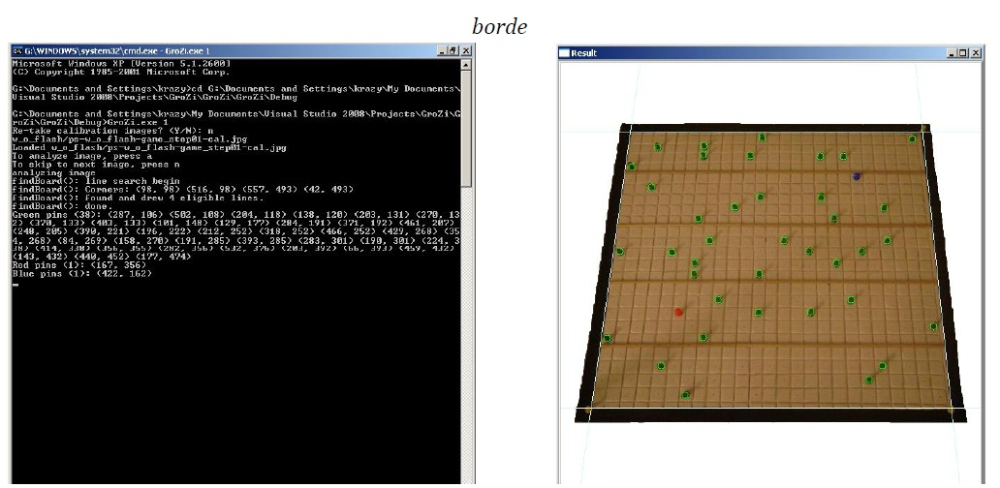 borde
G:\WINDOWS\system32\cmd.exe - GroZi.exe 1
Microsoft Windows XP [Version 5.1.2600]
(C) Copyright 1985-2001 Microsoft Corp.
G:\Documents and Settings\krazy>cd G:\Documents and Settings\krazy\My Documents\
Visual Studio 2008\Projects\GroZi\GroZi\Debug
G:\Documents and Settings\krazy\My Documents\Visual Studio 2008\Projects\GroZi\G
roZi\GroZi\Debug>GroZi.exe 1
Re-take calibration images? (Y/N): n
w_o_flash/ps-w_o_flash-game_step01-cal.jpg
Loaded w_o_flash/ps-w_o_flash-game_step01-cal.jpg
To analyze image, press a
To skip to next image, press n
analyzing image
findBoard(): line search begin
findBoard(): Corners: (98, 98) (516, 98) (557, 493) (42, 493)
findBoard(): found and drew 4 eligible lines.
findBoard(): done.
Green pins (38): (287, 106) (502, 108) (204, 118) (138, 120) (203, 131) (270, 13
2) (370, 133) (403, 133) (101, 148) (129, 177) (284, 191) (371, 192) (461, 207)
(248, 205) (390, 221) (196, 222) (212, 252) (318, 252) (466, 252) (429, 268) (35
4, 268) (84, 269) (158, 270) (191, 285) (393, 285) (283, 301) (190, 301) (224, 3
38) (414, 338) (356, 355) (282, 356) (532, 376) (203, 392) (66, 393) (459, 432)
(143, 432) (440, 452) (177, 474)
Red pins (1): (167, 356)
Blue pins (1): (422, 162)
Result